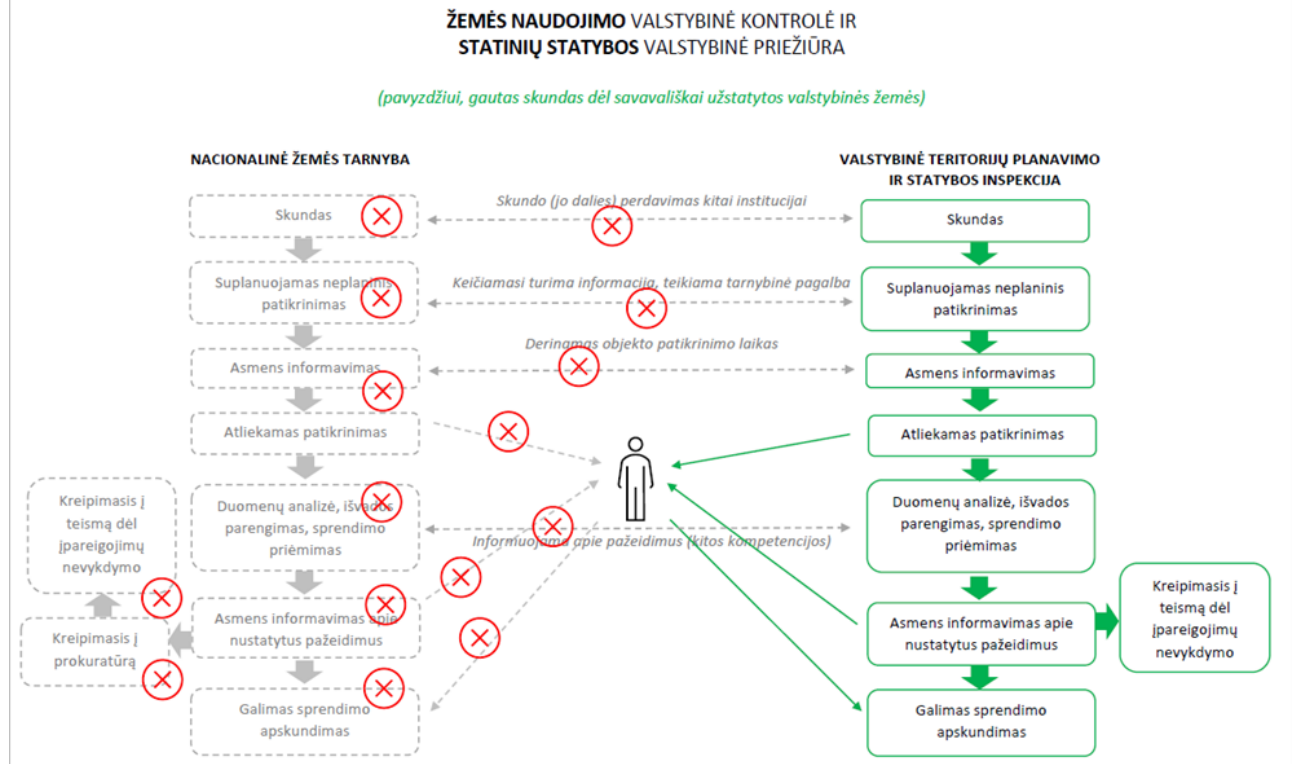 ŽEMĖS NAUDOJIMO VALSTYBINĖ KONTROLĖ IR
STATINIŲ STATYBOS VALSTYBINĖ PRIEŽIŪRA
(pavyzdžiui, gautas skundas dėl savavališkai užstatytos valstybinės žemės)
NACIONALINĖ ŽEMĖS TARNYBA
Skundas
Suplanuojamas neplaninis
patikrinimas
Asmens informavimas
Atliekamas patikrinimas
Duomenų analizė, išvados
parengimas, sprendimo
priėmimas
Asmens informavimas apie
nustatytus pažeidimus
Galimas sprendimo
apskundimas
Kreipimasis į
teismą dėl
įpareigojimų
nevykdymo
Kreipimasis į
prokuratūrą
Skundo (jo dalies) perdavimas kitai institucijai
Keičiamasi turima informacija, teikiama tarnybinė pagalba
Derinamas objekto patikrinimo laikas
Informuojama apie pažeidimus (kitos kompetencijos)
VALSTYBINĖ TERITORIJŲ PLANAVIMO
IR STATYBOS INSPEKCIJA
Skundas
Suplanuojamas neplaninis
patikrinimas
Asmens informavimas
Atliekamas patikrinimas
Duomenų analizė, išvados
parengimas, sprendimo
priėmimas
Asmens informavimas apie
nustatytus pažeidimus
Galimas sprendimo
apskundimas
Kreipimasis į
teismą dėl
įpareigojimų
nevykdymo